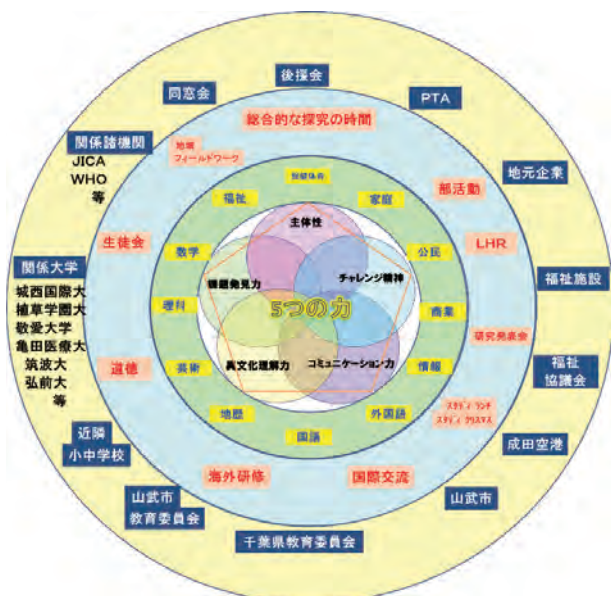 後援会
同窓会
PTA
総合的な探究の時間
関係諸機関
JICA
WHO
等
地域
フィールドワーク
地元企業
保健体育
部活動
福祉
家庭
主体性
生徒会
数学
公民
LHR
関係大学
課題発見力
チャレンジ精神
福祉施設
城西国際大
植草学園大
敬愛大学
亀田医療大
筑波大
弘前大
等
理科
5つの力
商業
研究発表会
道徳
芸術
異文化理解力
コミュニケーション力
情報
福祉
協議会
地歴
外国語
スタディ ランチ
スタディ クリスマス
国語
近隣
小中学校
成田空港
海外研修
国際交流
山武市
教育委員会
山武市
千葉県教育委員会